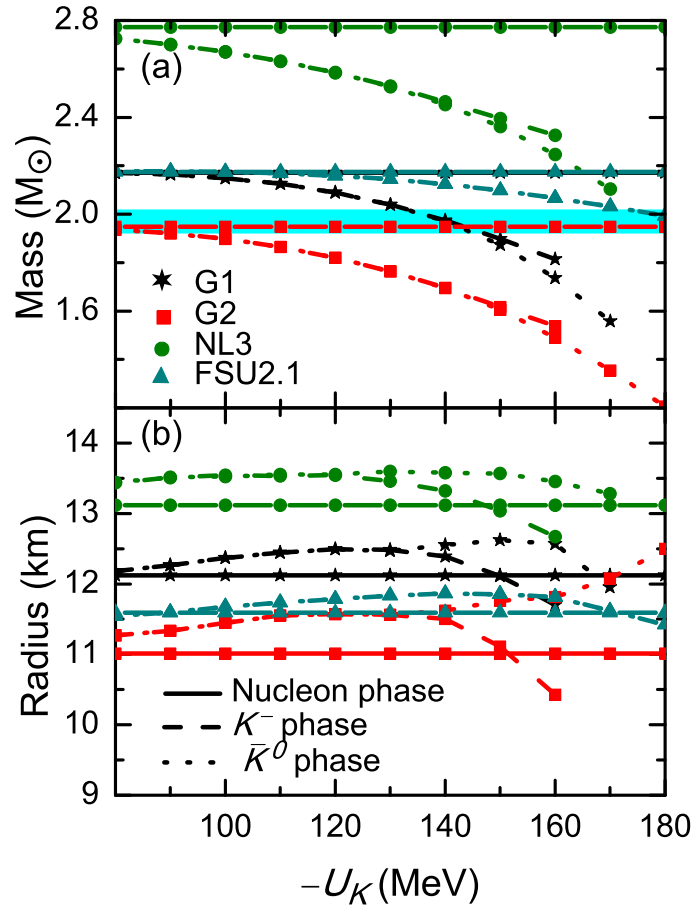 2.8
(a)
2.4
2.0
1.6
Mass (M⊙)
G1
G2
NL3
FSU2.1
(b)
14
13
12
11
10
9
Radius (km)
Nucleon phase
K⁻ phase
K̄⁰ phase
100 120 140 160 180
−U_K (MeV)